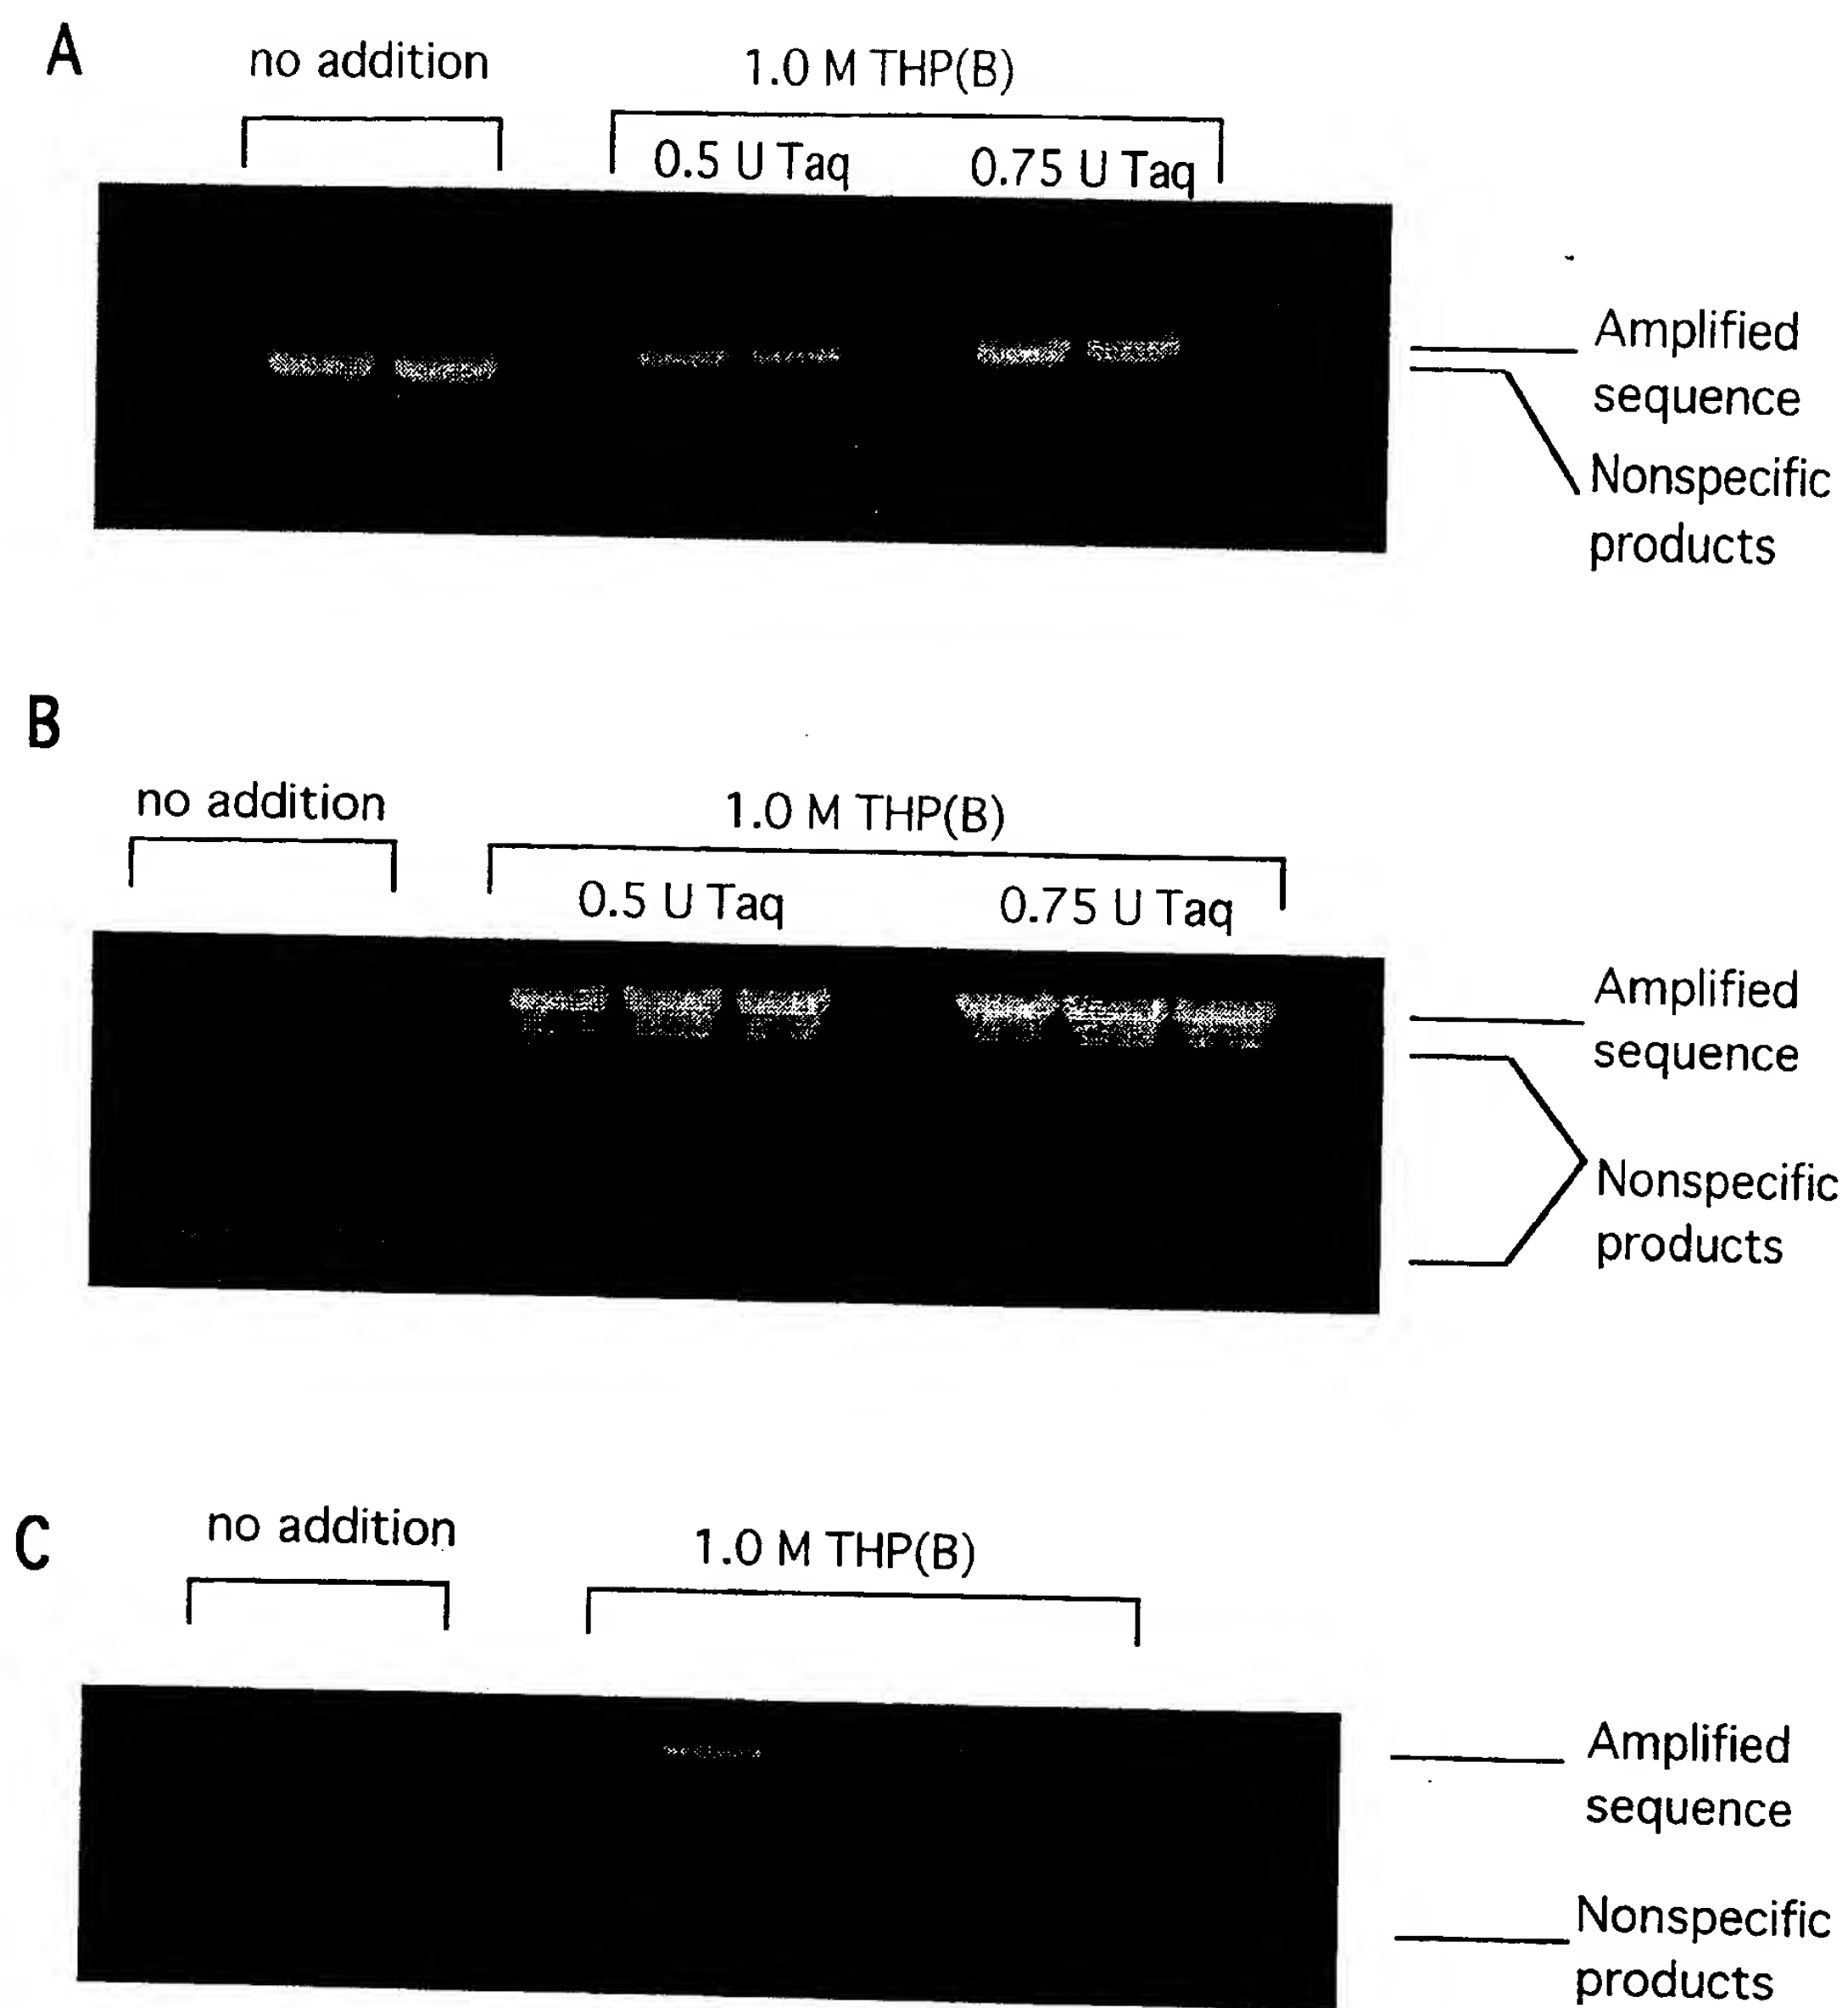 A
no addition
1.0 M THP(B)
0.5 U Taq
0.75 U Taq
Amplified
sequence
Nonspecific
products
B
no addition
1.0 M THP(B)
0.5 U Taq
0.75 U Taq
Amplified
sequence
Nonspecific
products
C
no addition
1.0 M THP(B)
Amplified
sequence
Nonspecific
products